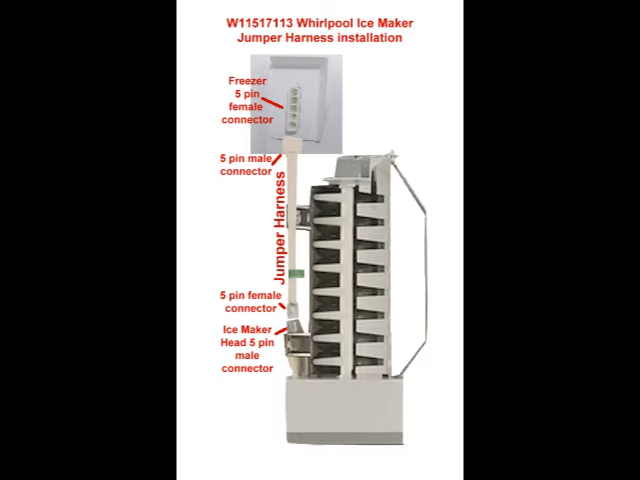 W11517113 Whirlpool Ice Maker
Jumper Harness installation
Freezer
5 pin
female
connector
5 pin male
connector
Jumper Harness
5 pin female
connector
Ice Maker
Head 5 pin
male
connector